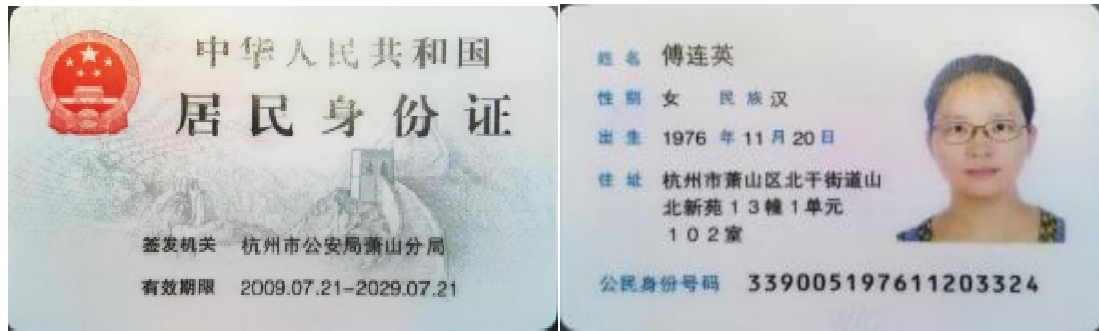 中华人民共和国
居民身份证
签发机关 杭州市公安局萧山分局
有效期限 2009.07.21-2029.07.21
姓名 傅连英
性别 女 民族 汉
出生 1976 年 11 月 20 日
住址 杭州市萧山区北干街道山
北新苑13幢1单元
102室
公民身份号码 339005197611203324